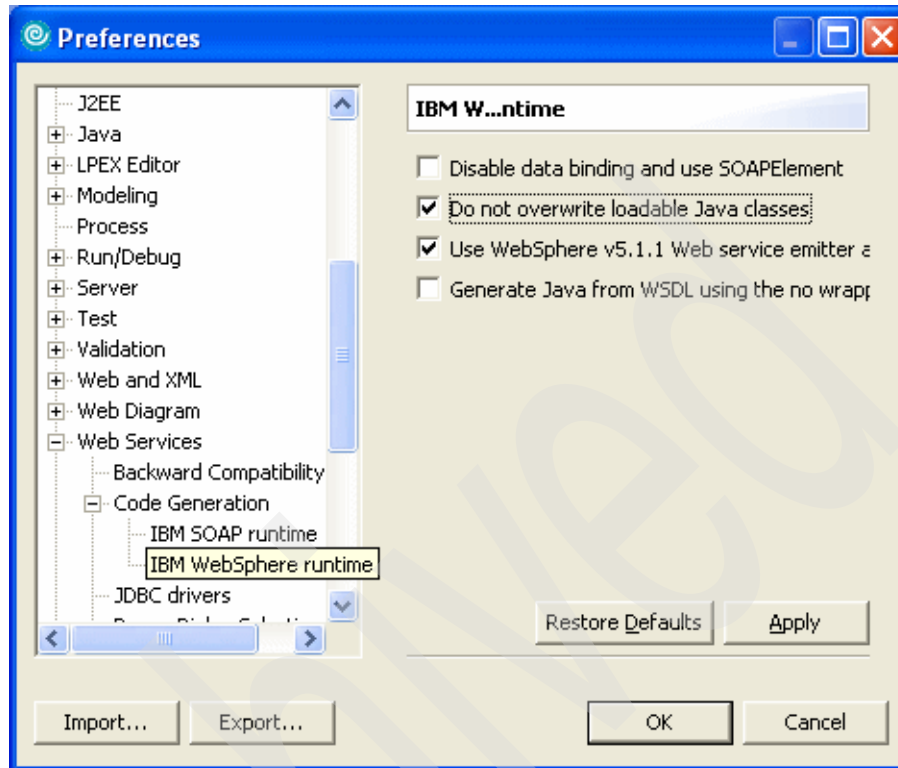 Preferences
J2EE
Java
LPEX Editor
Modeling
Process
Run/Debug
Server
Test
Validation
Web and XML
Web Diagram
Web Services
Backward Compatibility
Code Generation
IBM SOAP runtime
IBM WebSphere runtime
JDBC drivers
IBM W...ntime
Disable data binding and use SOAPElement
Do not overwrite loadable Java classes
Use WebSphere v5.1.1 Web service emitter a
Generate Java from WSDL using the no wrapp
Restore Defaults
Apply
Import...
Export...
OK
Cancel